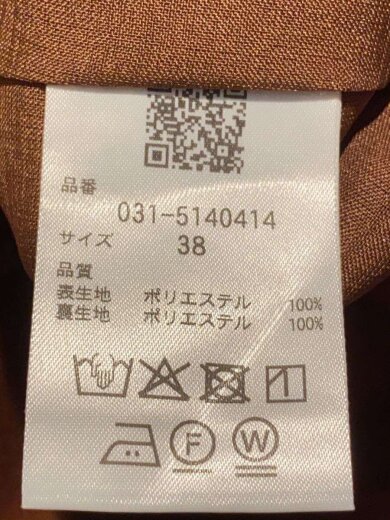 品番
031-5140414
サイズ 38
品質
表生地 ポリエステル 100%
裏生地 ポリエステル 100%
F W